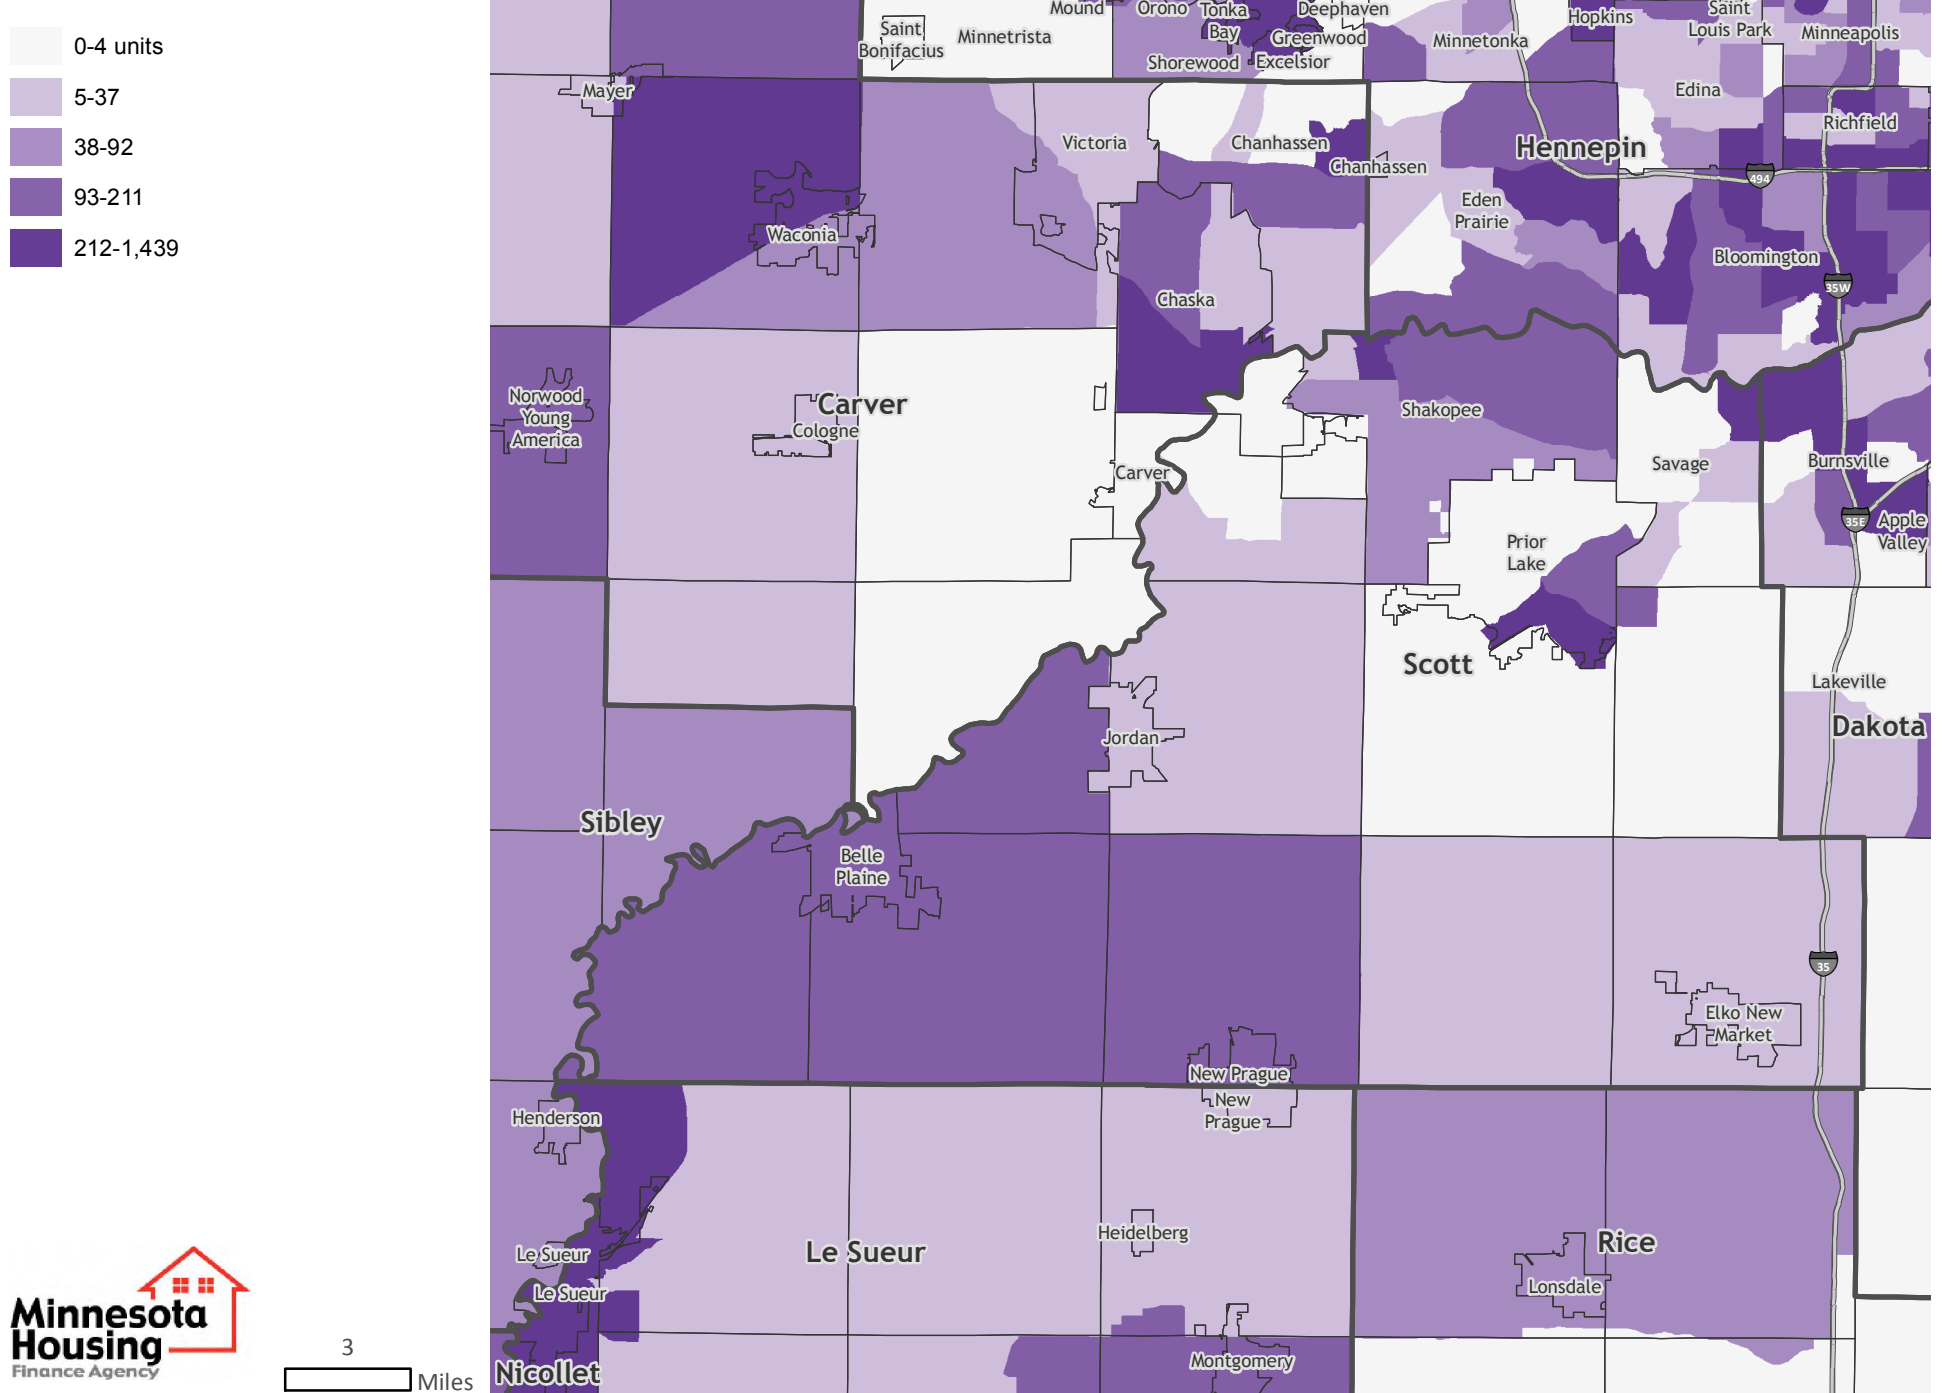 0-4 units
5-37
38-92
93-211
212-1,439
Mound
Orono
Tonka
Bay
Deephaven
Greenwood
Excelsior
Shorewood
Saint
Bonifacius
Minnetrista
Minnetonka
Hopkins
Saint
Louis Park
Minneapolis
Edina
Richfield
Mayer
Victoria
Chanhassen
Chanhassen
Hennepin
494
Eden
Prairie
Bloomington
35W
Waconia
Chaska
Norwood
Young
America
Carver
Cologne
Carver
Shakopee
Savage
Burnsville
35E
Apple
Valley
Prior
Lake
Scott
Lakeville
Dakota
Jordan
Sibley
Belle
Plaine
35
Elko New
Market
New Prague
New
Prague
Henderson
Le Sueur
Le Sueur
Le Sueur
Heidelberg
Rice
Lonsdale
Montgomery
Nicollet
Minnesota
Housing
Finance Agency
3
Miles